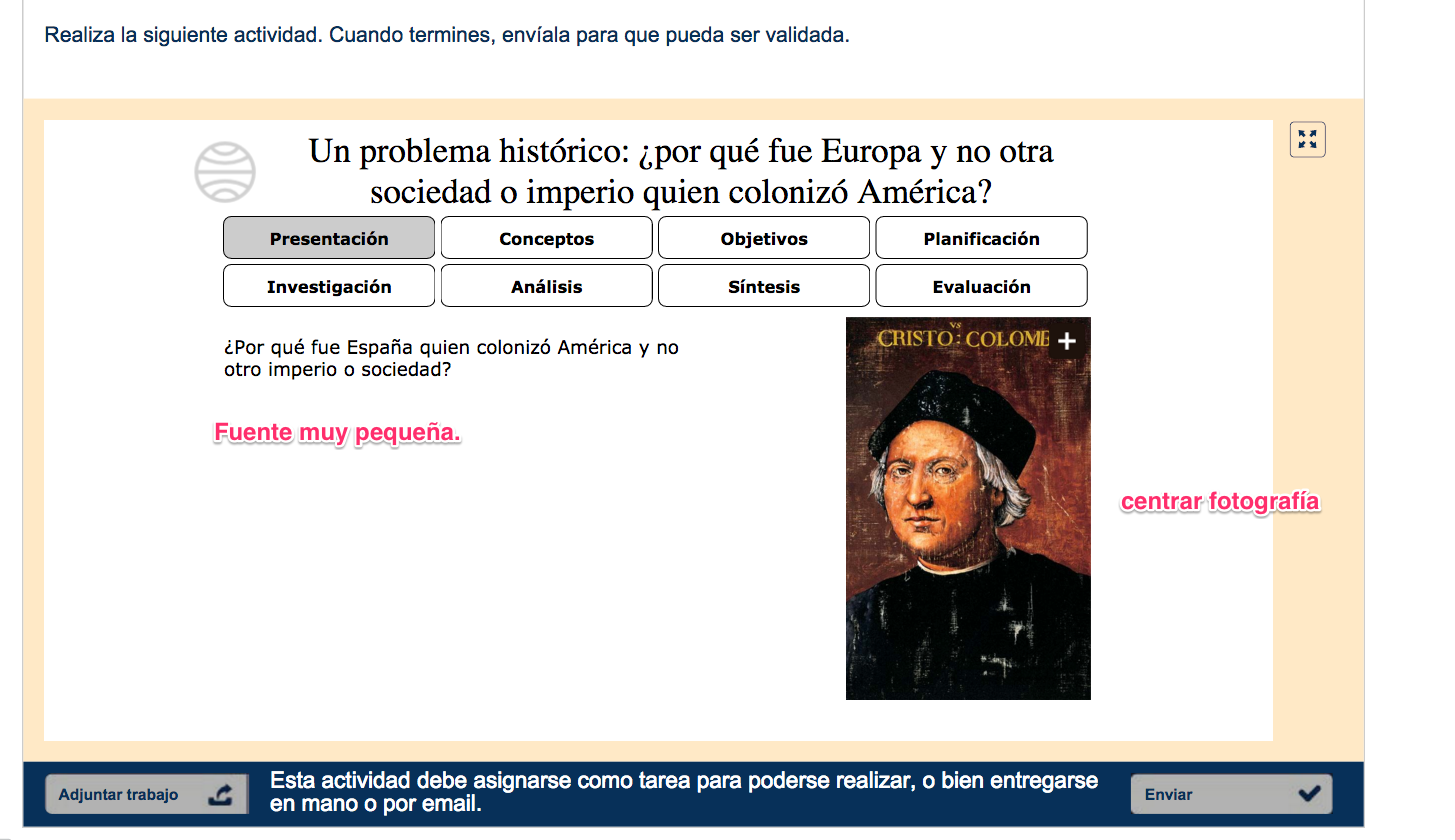 Realiza la siguiente actividad. Cuando termines, envíala para que pueda ser validada.
Un problema histórico: ¿por qué fue Europa y no otra
sociedad o imperio quien colonizó América?
Presentación
Conceptos
Objetivos
Planificación
Investigación
Análisis
Síntesis
Evaluación
¿Por qué fue España quien colonizó América y no
otro imperio o sociedad?
vs
CRISTO: COLOMB
+
Fuente muy pequeña.
centrar fotografía
Adjuntar trabajo
Esta actividad debe asignarse como tarea para poderse realizar, o bien entregarse
en mano o por email.
Enviar